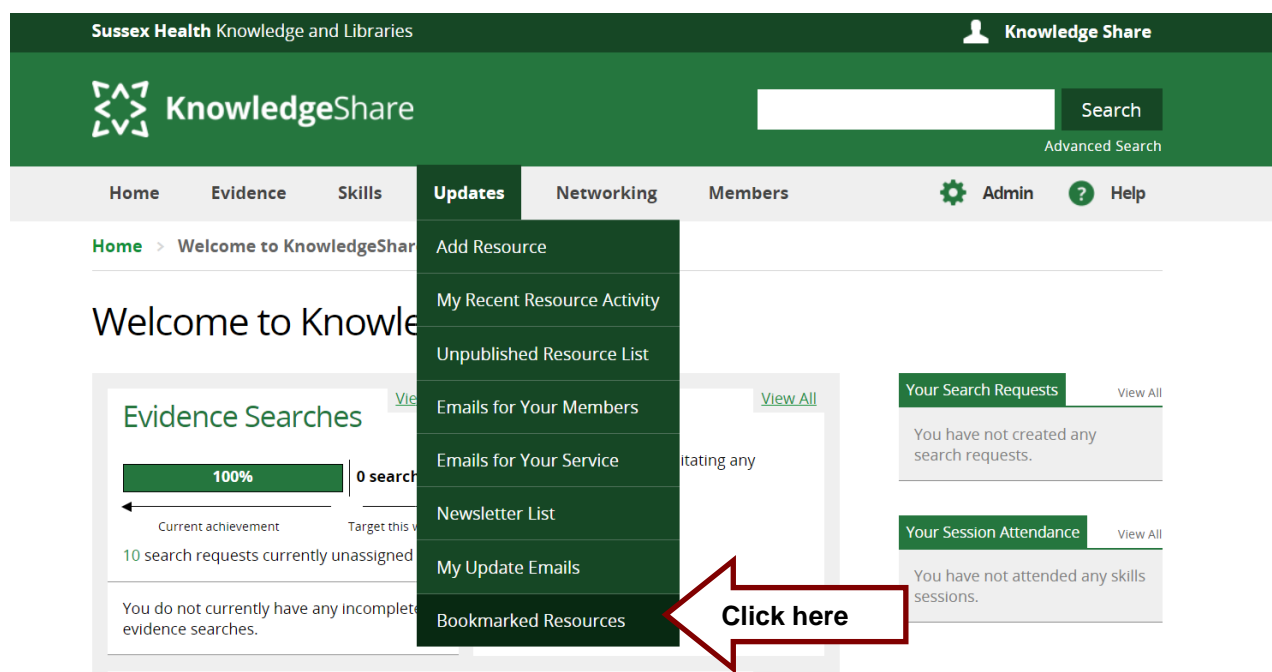 Sussex Health Knowledge and Libraries
Knowledge Share
KnowledgeShare
Search
Advanced Search
Home Evidence Skills Updates Networking Members Admin ? Help
Home > Welcome to KnowledgeShar
Add Resource
My Recent Resource Activity
Unpublished Resource List
Emails for Your Members
Emails for Your Service
Newsletter List
My Update Emails
Bookmarked Resources
Click here
Welcome to Knowle
Evidence Searches
Vie
100%
0 search
Current achievement
Target this w
10 search requests currently unassigned
You do not currently have any incomplete
evidence searches.
View All
itating any
Your Search Requests
View All
You have not created any
search requests.
Your Session Attendance
View All
You have not attended any skills
sessions.